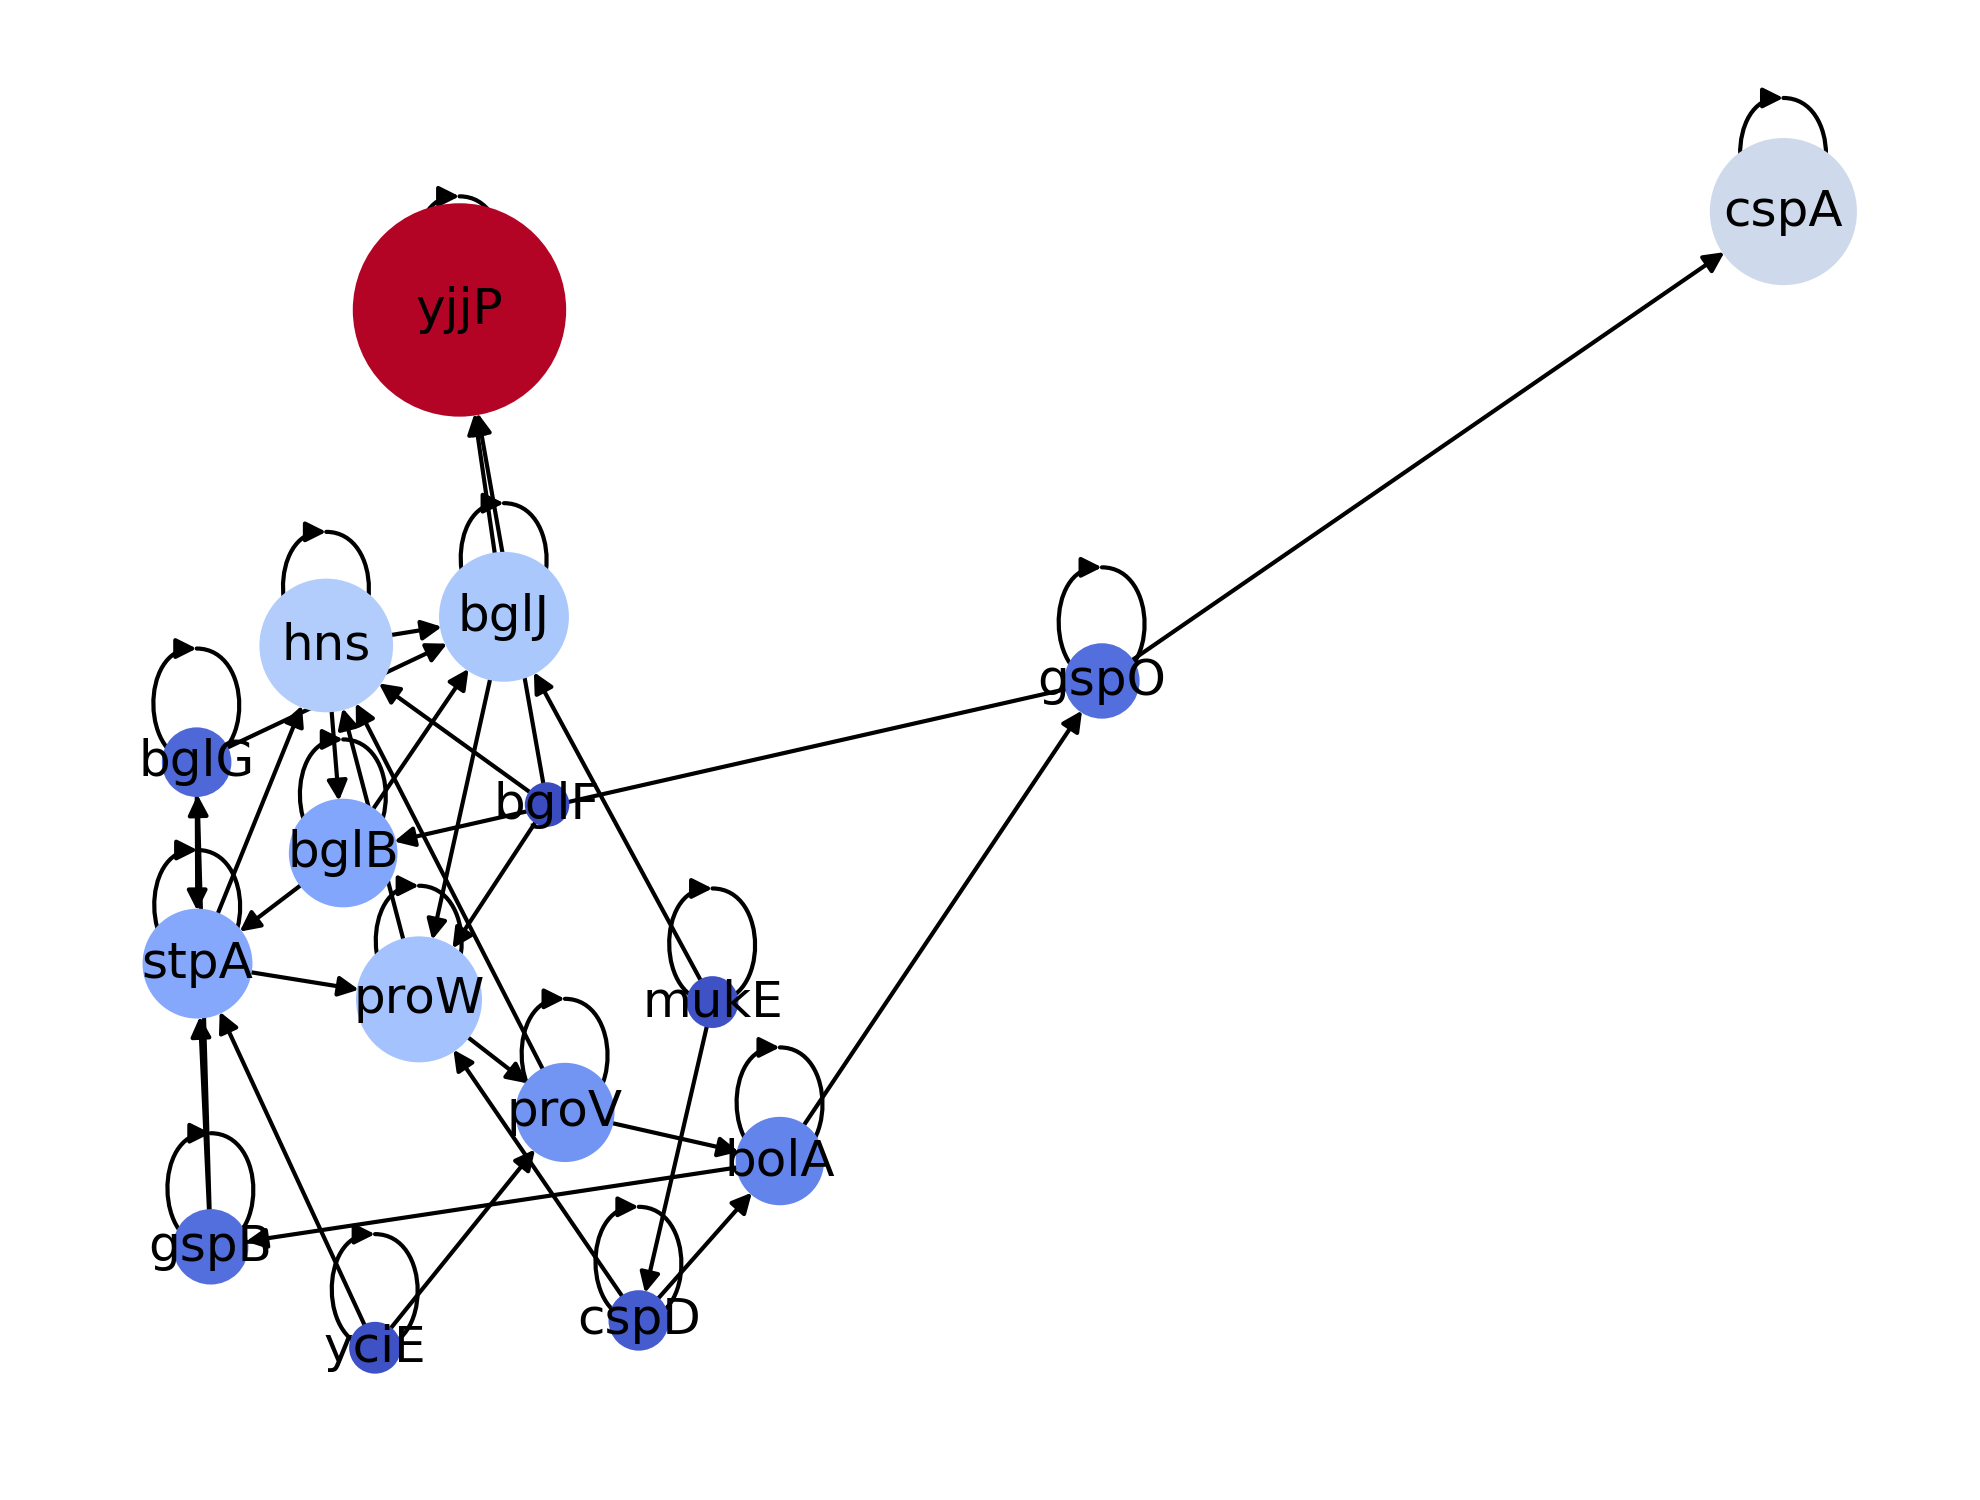 cspA
yjjP
bglJ
hns
gspO
bglG
bglF
bglB
stpA
proW
mukE
proV
bolA
gspB
cspD
yciE